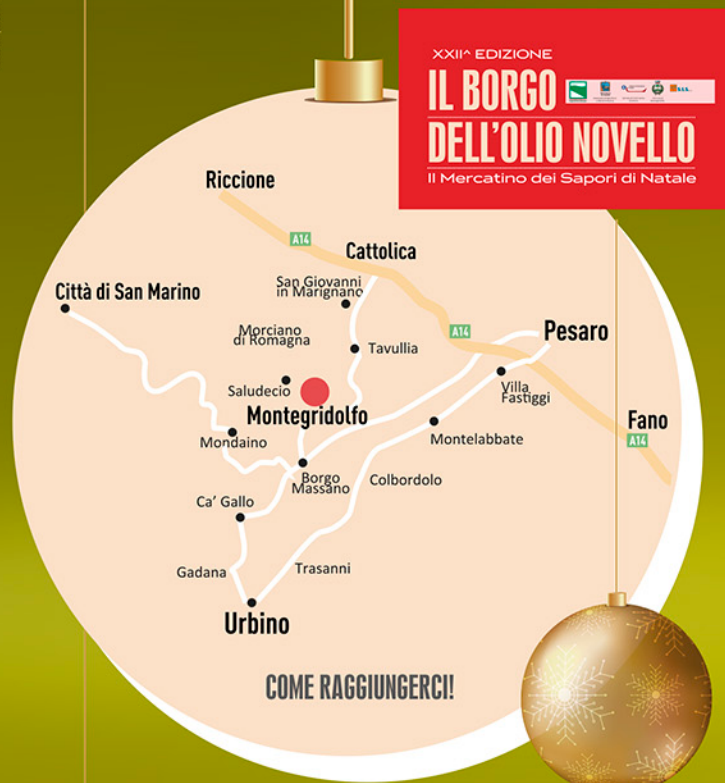 XXII^ EDIZIONE
IL BORGO
DELL'OLIO NOVELLO
Il Mercatino dei Sapori di Natale
Riccione
A14
Cattolica
San Giovanni
in Marignano
Città di San Marino
Morciano
di Romagna
Tavullia
A14
Pesaro
Saludecio
Villa
Fastiggi
Montegridolfo
Fano
A14
Mondaino
Montelabbate
Borgo
Massano
Colbordolo
Ca' Gallo
Gadana
Trasanni
Urbino
COME RAGGIUNGERCI!